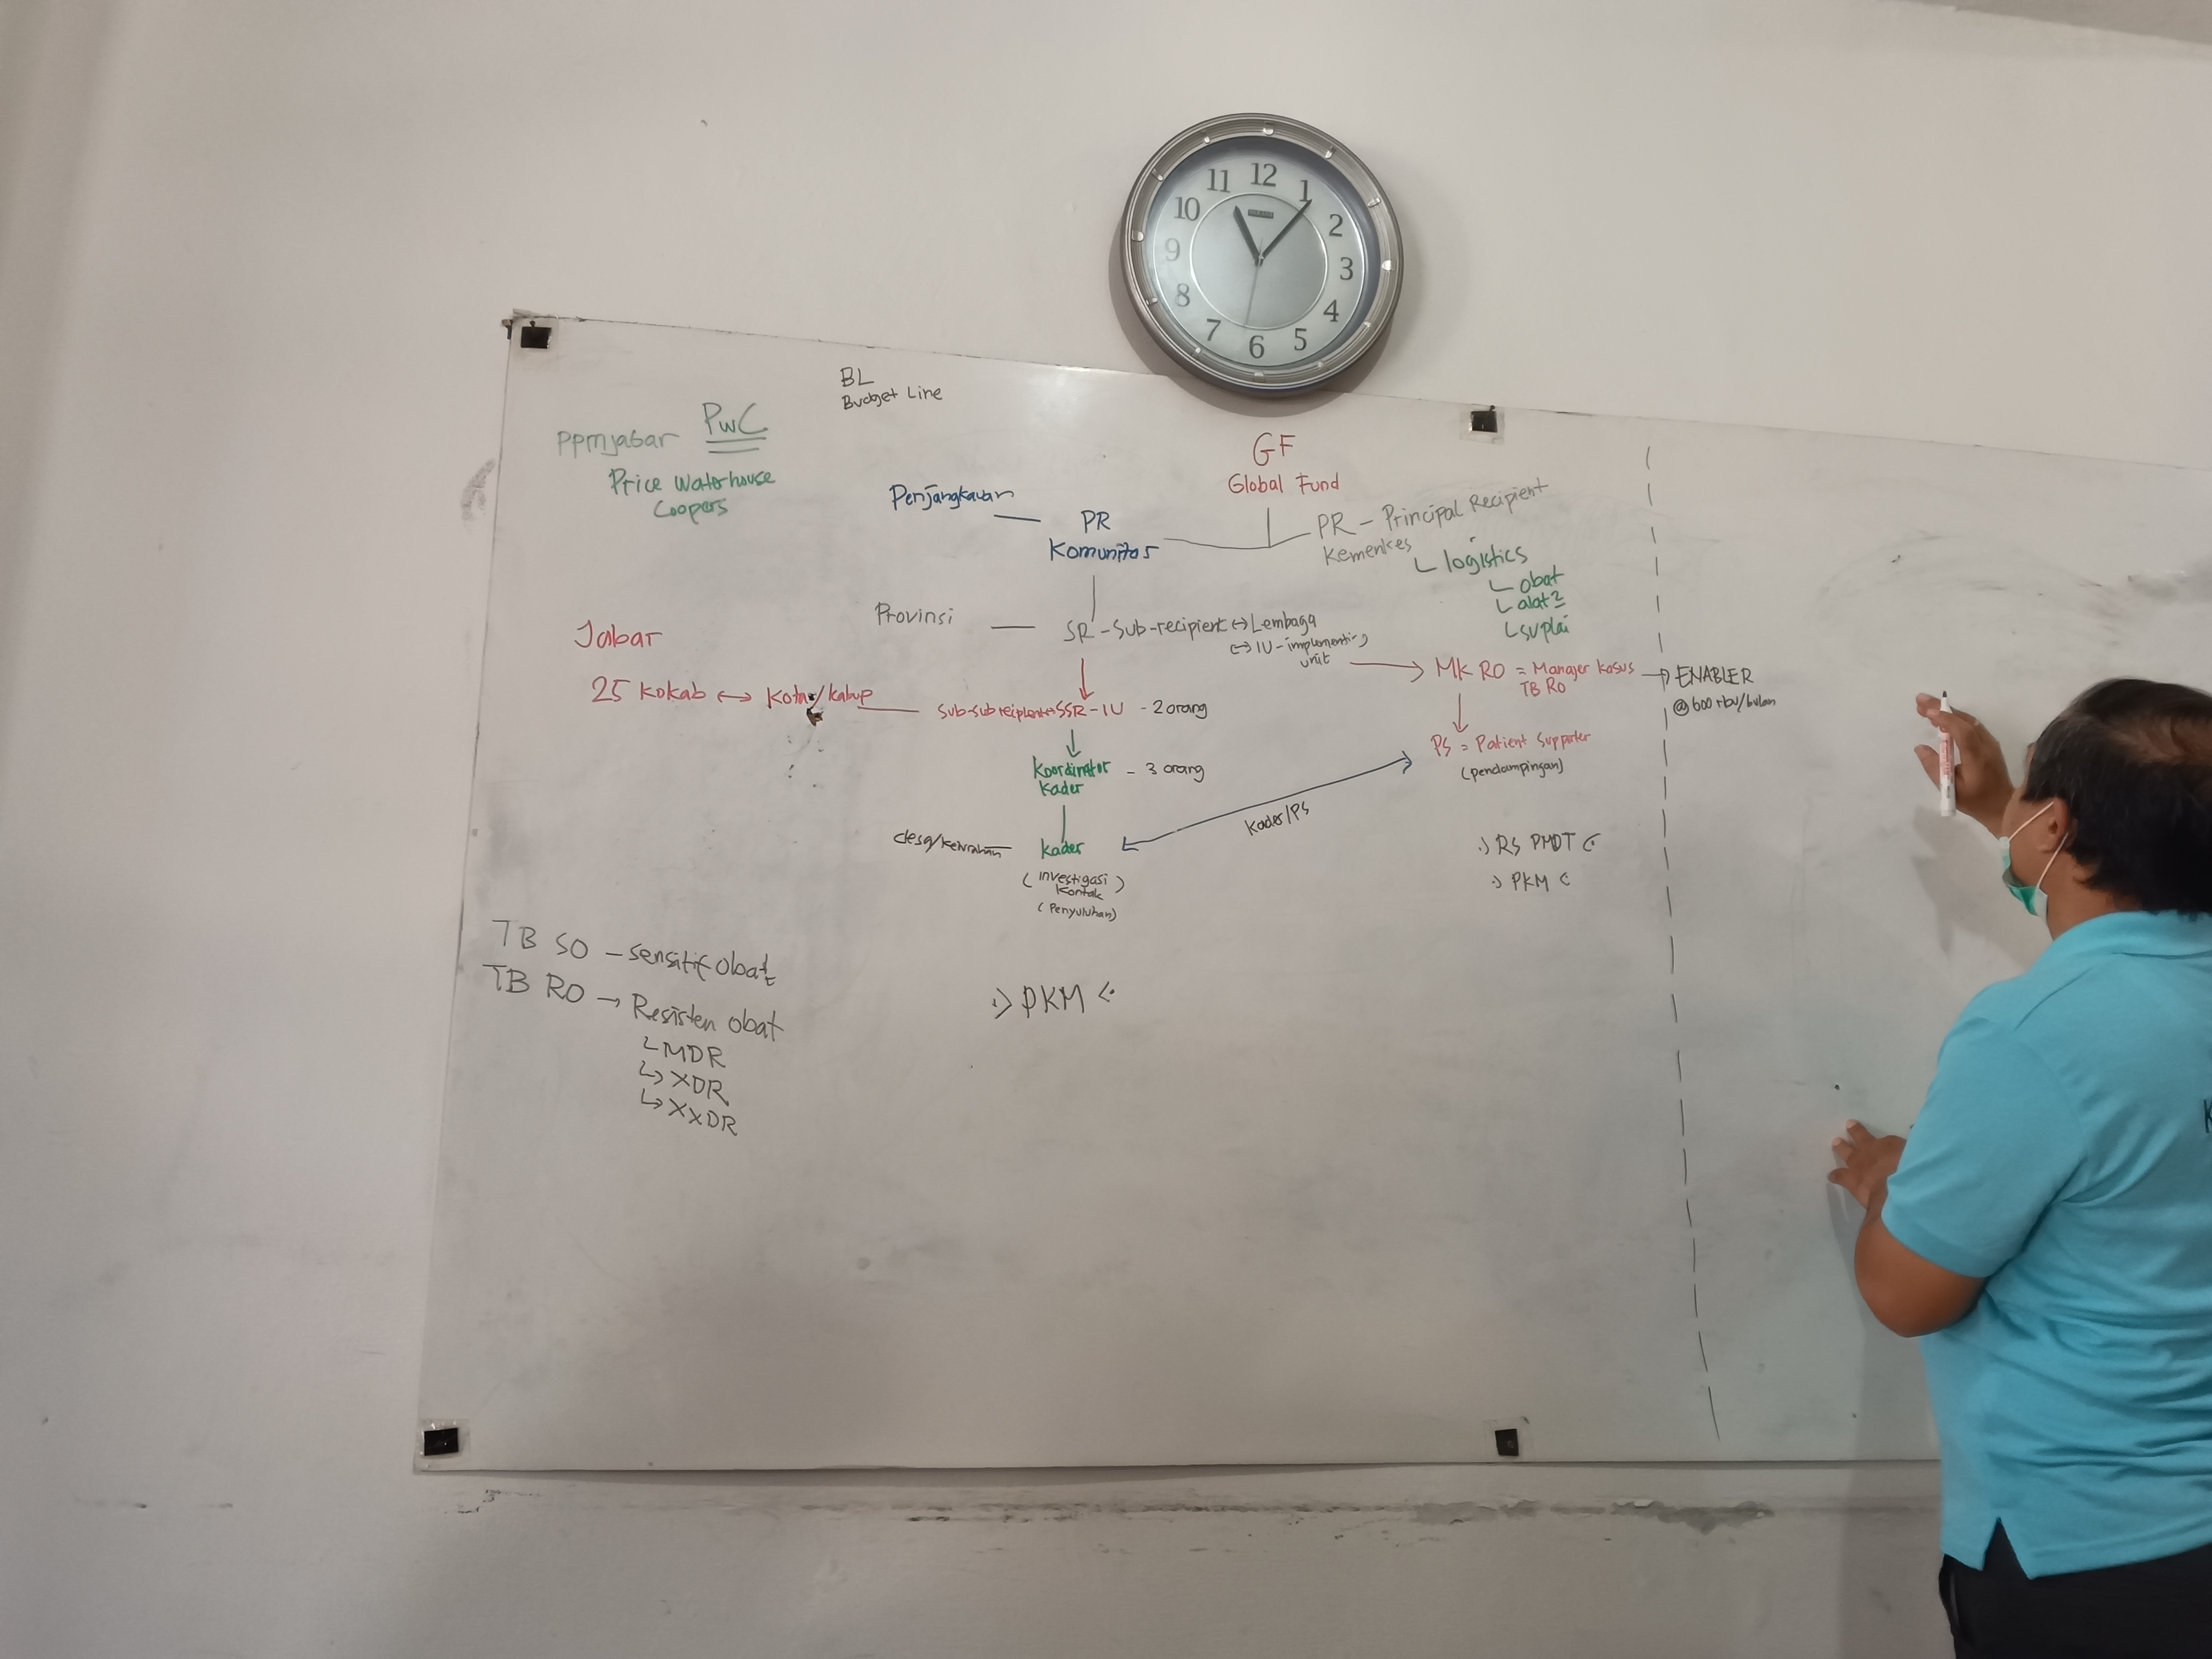 11 12 1
10 2
9 3
8 4
7 6 5
BL
Budget Line
PPMJabar PwC
Price Waterhouse
Coopers
GF
Global Fund
Penjangkauan
PR
Komunitas
PR - Principal Recipient
Kemenkes
logistics
obat
alat2
suplai
Provinsi
SR - Sub-recipient ↔ Lembaga
↔ IU - implementing
unit
Jabar
25 kokab ↔ Kota/kabup
Sub-sub recipient ↔ SSR - IU - 2 orang
MK RO = Manajer kasus
TB RO
→ ENABLER
@ 600 rbu/bulan
PS = Patient Supporter
(pendampingan)
Koordinator
kader
- 3 orang
Kader/PS
desa/kelurahan
kader
(investigasi
kontak)
(Penyuluhan)
RS PMDT
PKM
TB SO - sensitif obat
TB RO → Resisten obat
MDR
XDR
XXDR
PKM
K